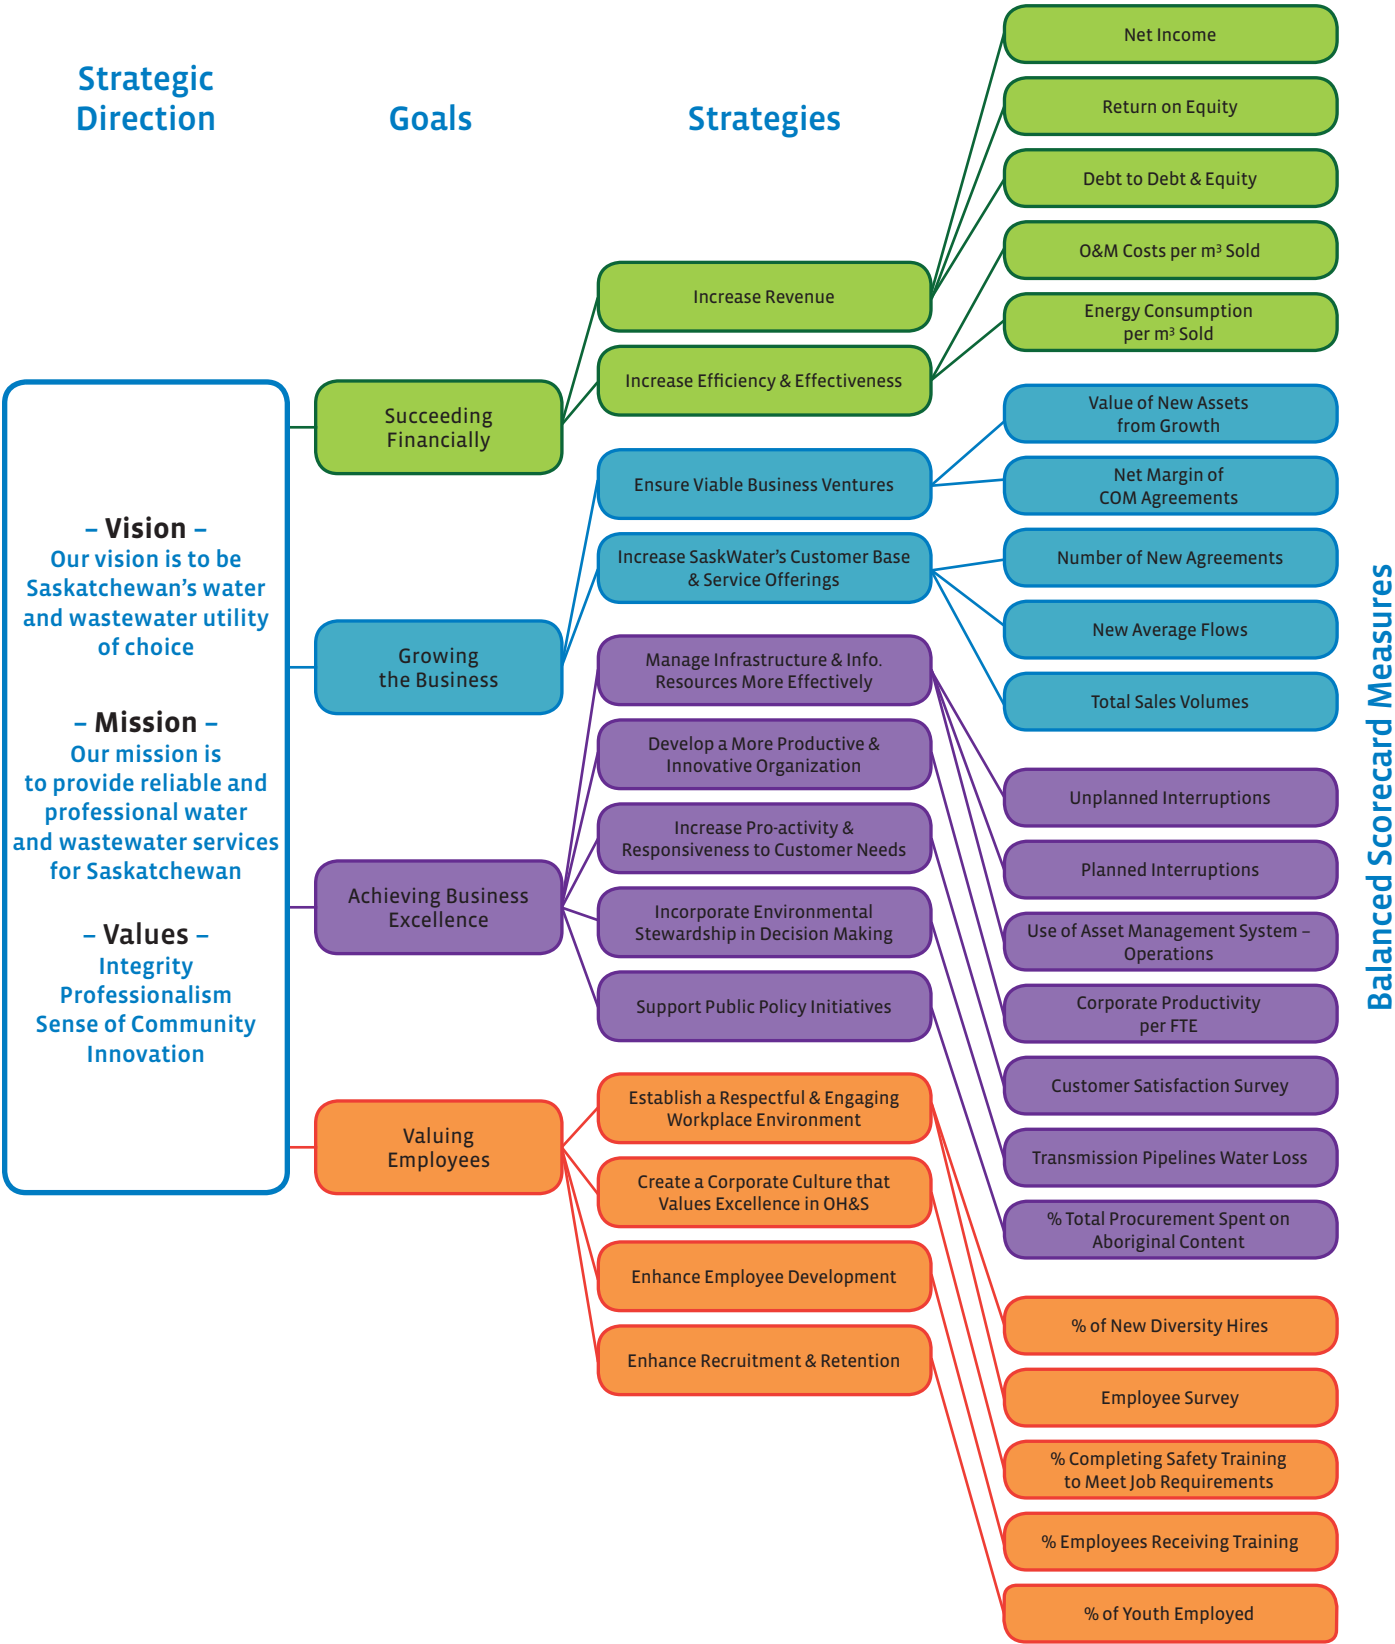 Strategic
Direction
Goals
Strategies
– Vision –
Our vision is to be
Saskatchewan’s water
and wastewater utility
of choice
– Mission –
Our mission is
to provide reliable and
professional water
and wastewater services
for Saskatchewan
– Values –
Integrity
Professionalism
Sense of Community
Innovation
Succeeding
Financially
Growing
the Business
Achieving Business
Excellence
Valuing
Employees
Increase Revenue
Increase Efficiency & Effectiveness
Ensure Viable Business Ventures
Increase SaskWater’s Customer Base
& Service Offerings
Manage Infrastructure & Info.
Resources More Effectively
Develop a More Productive &
Innovative Organization
Increase Pro-activity &
Responsiveness to Customer Needs
Incorporate Environmental
Stewardship in Decision Making
Support Public Policy Initiatives
Establish a Respectful & Engaging
Workplace Environment
Create a Corporate Culture that
Values Excellence in OH&S
Enhance Employee Development
Enhance Recruitment & Retention
Net Income
Return on Equity
Debt to Debt & Equity
O&M Costs per m³ Sold
Energy Consumption
per m³ Sold
Value of New Assets
from Growth
Net Margin of
COM Agreements
Number of New Agreements
New Average Flows
Total Sales Volumes
Unplanned Interruptions
Planned Interruptions
Use of Asset Management System –
Operations
Corporate Productivity
per FTE
Customer Satisfaction Survey
Transmission Pipelines Water Loss
% Total Procurement Spent on
Aboriginal Content
% of New Diversity Hires
Employee Survey
% Completing Safety Training
to Meet Job Requirements
% Employees Receiving Training
% of Youth Employed
Balanced Scorecard Measures